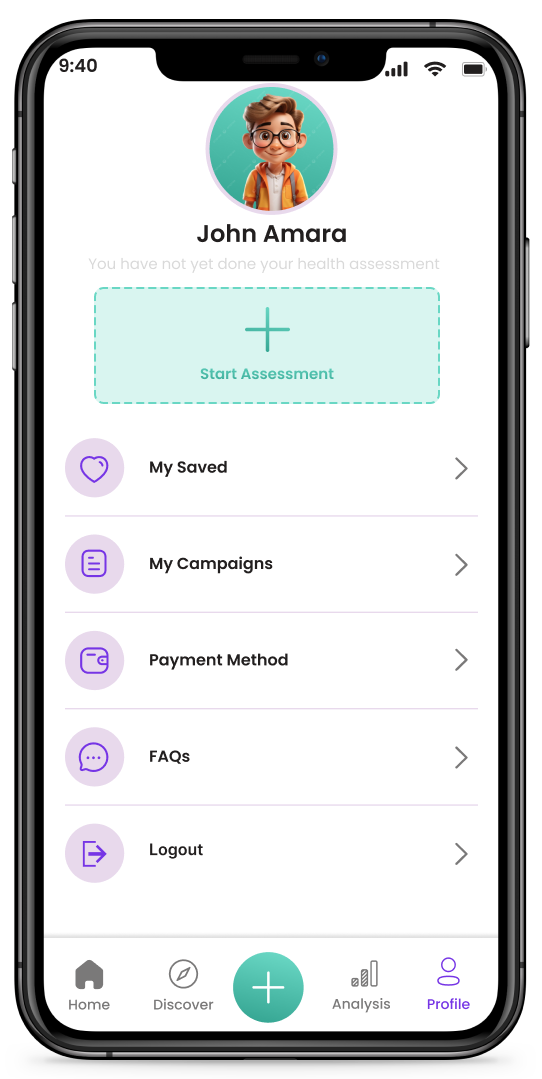 9:40
John Amara
You have not yet done your health assessment
Start Assessment
My Saved
My Campaigns
Payment Method
FAQs
Logout
Home
Discover
Analysis
Profile